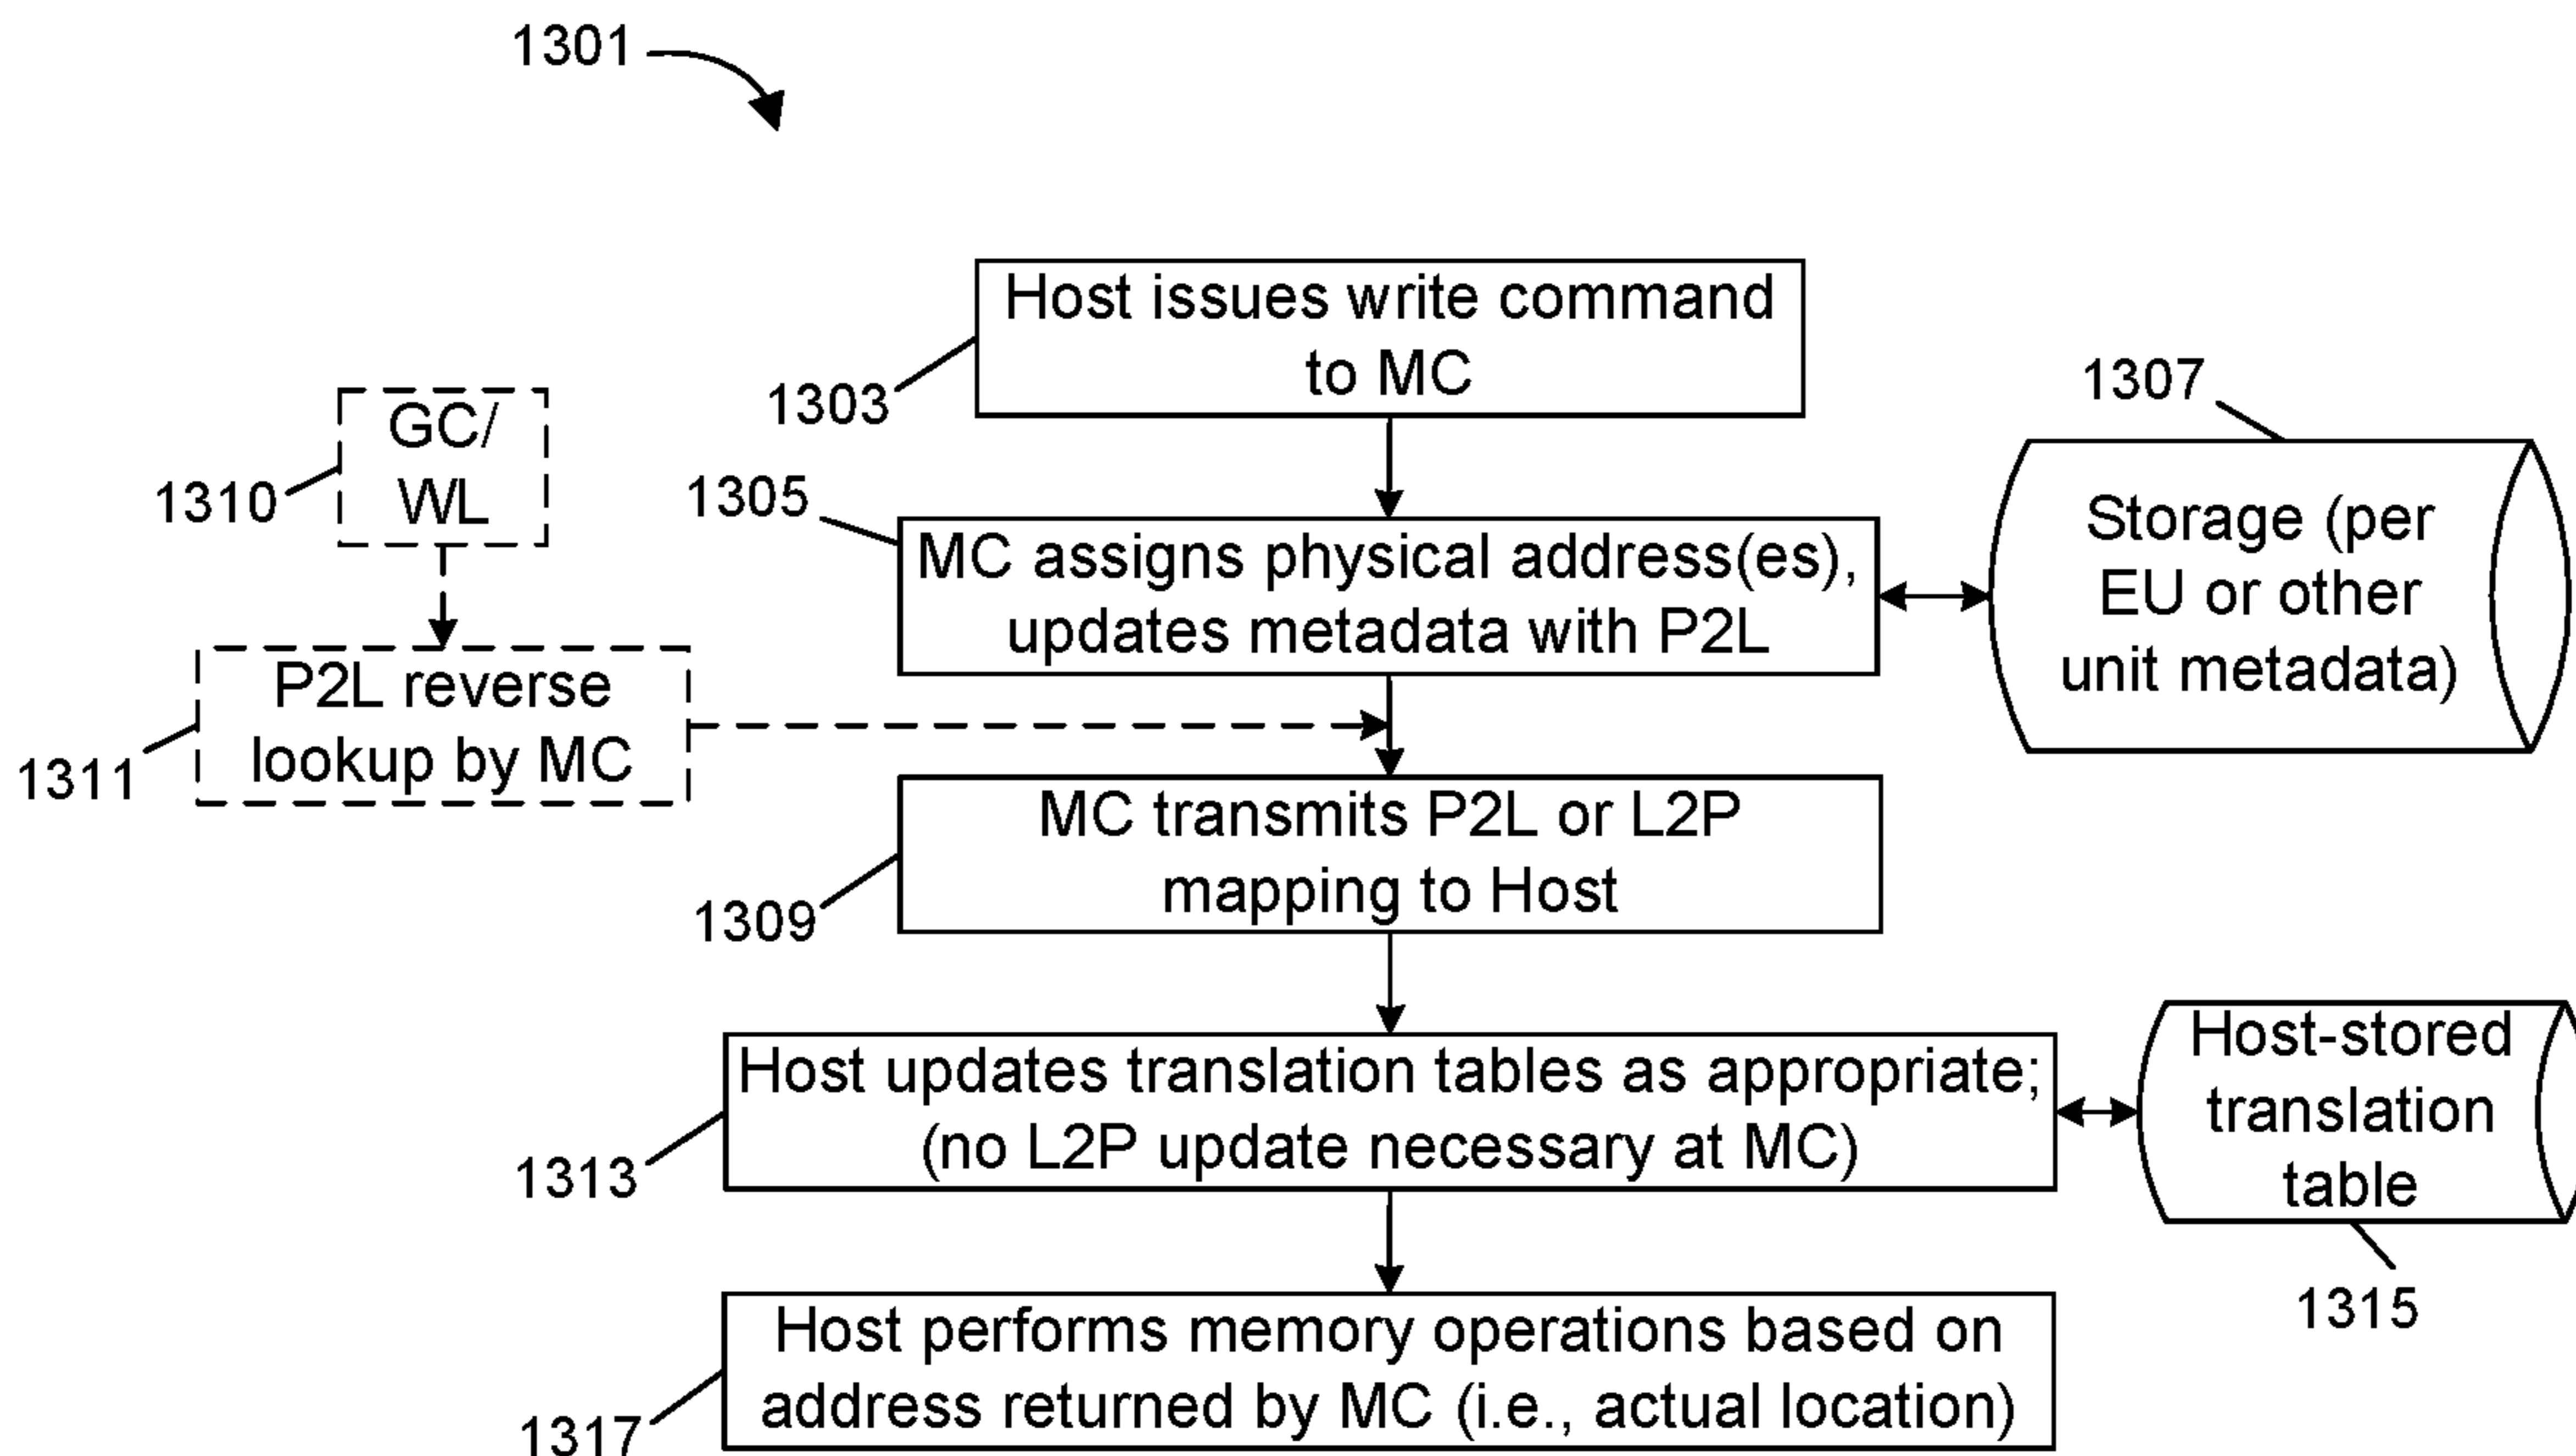 1301
Host issues write command
to MC
1303
1307
GC/
WL
1310
1305
MC assigns physical address(es),
updates metadata with P2L
Storage (per
EU or other
unit metadata)
P2L reverse
lookup by MC
1311
MC transmits P2L or L2P
mapping to Host
1309
Host updates translation tables as appropriate;
(no L2P update necessary at MC)
1313
Host-stored
translation
table
1315
Host performs memory operations based on
address returned by MC (i.e., actual location)
1317